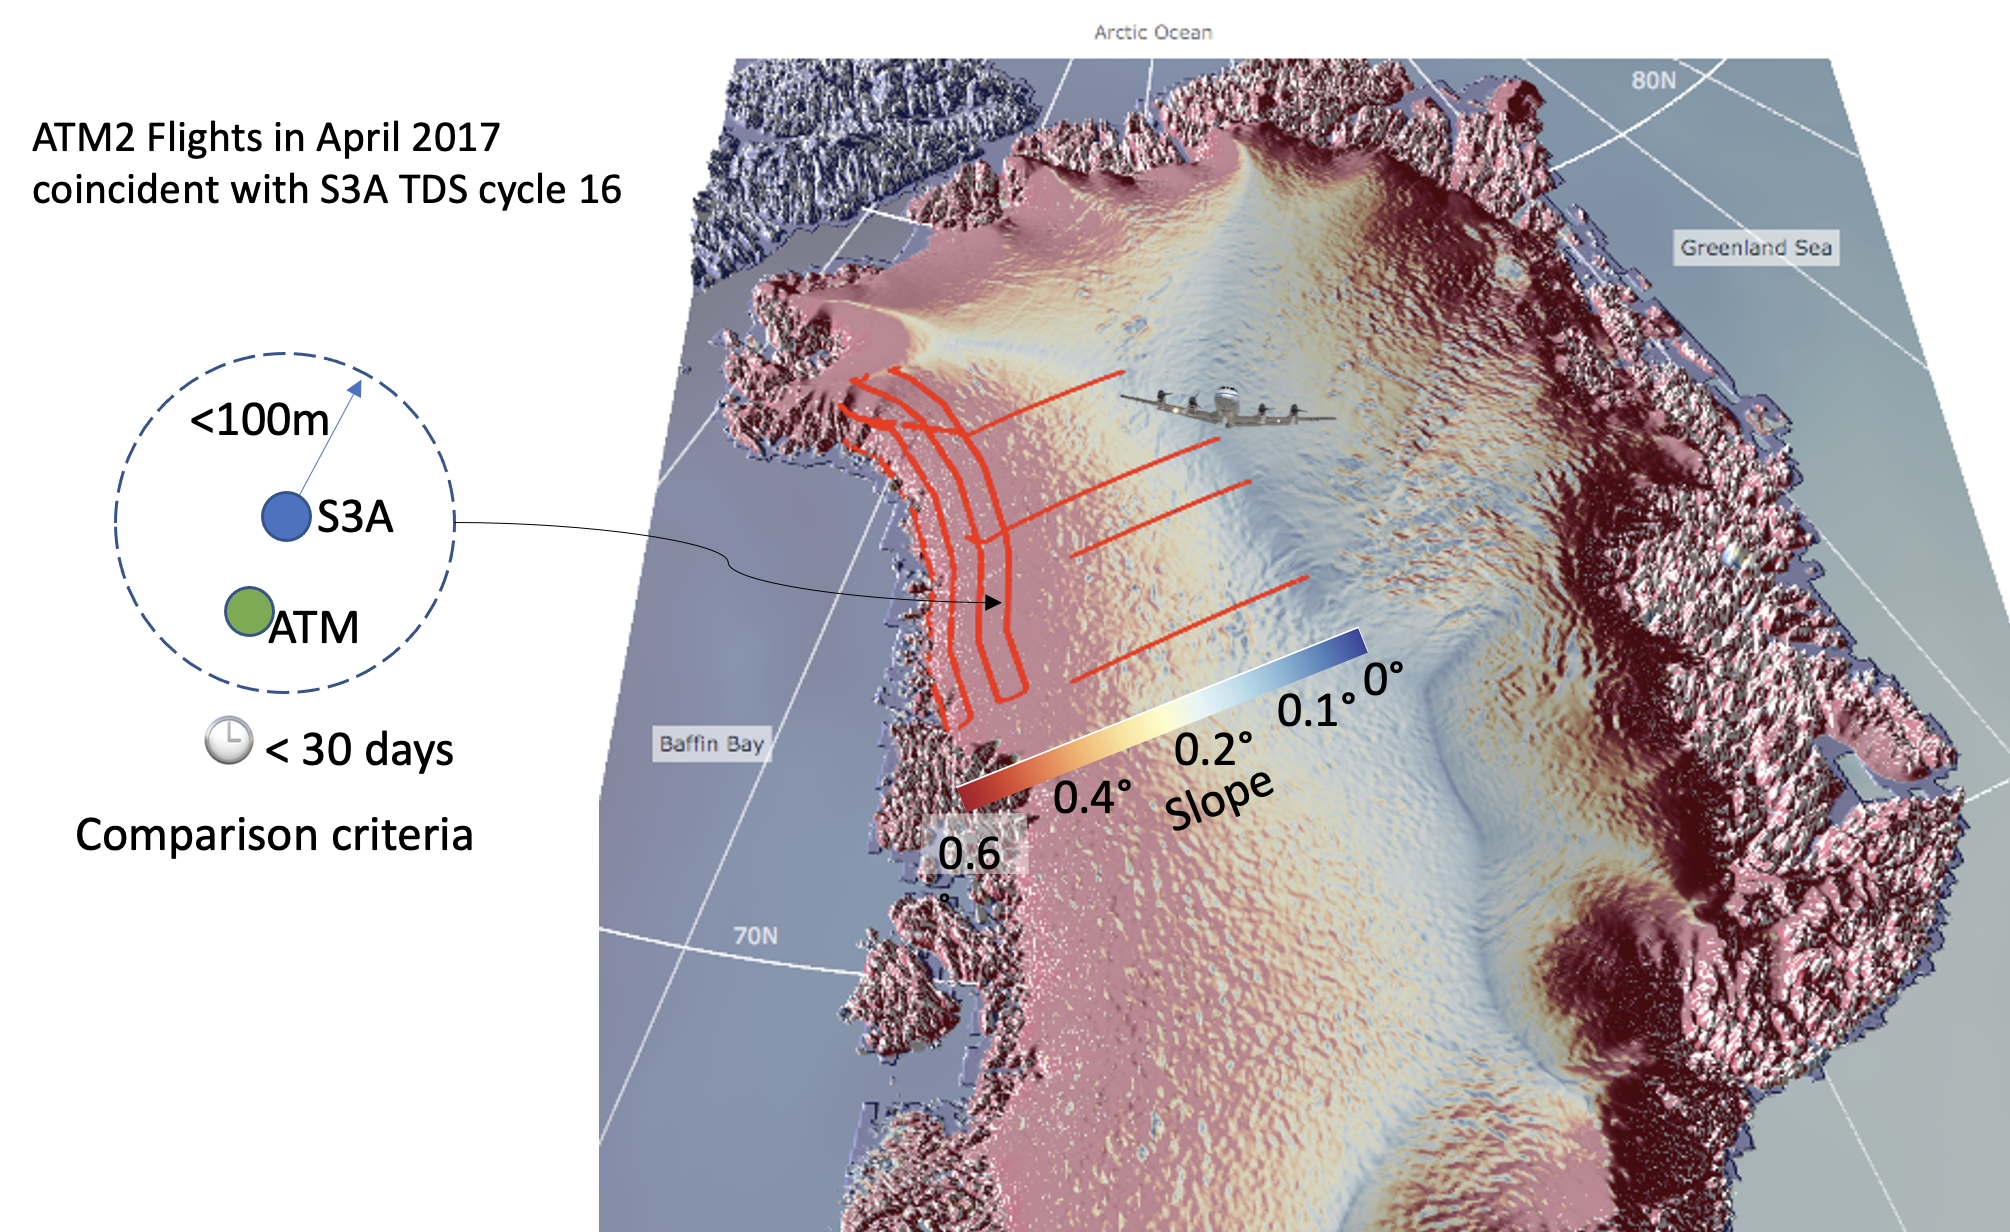 Arctic Ocean
80N
ATM2 Flights in April 2017
coincident with S3A TDS cycle 16
Greenland Sea
<100m
S3A
ATM
< 30 days
Comparison criteria
Baffin Bay
0°
0.1°
0.2°
0.4°
Slope
0.6
°
70N